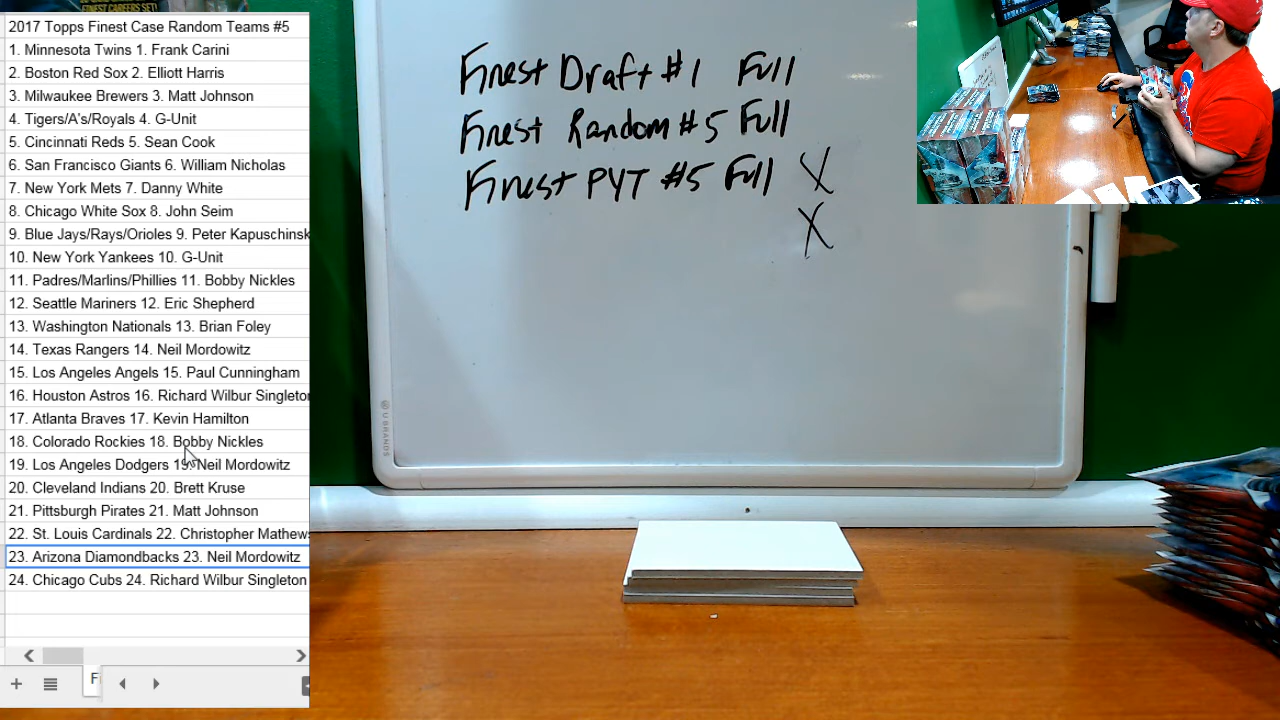 2017 Topps Finest Case Random Teams #5
1. Minnesota Twins 1. Frank Carini
2. Boston Red Sox 2. Elliott Harris
3. Milwaukee Brewers 3. Matt Johnson
4. Tigers/A's/Royals 4. G-Unit
5. Cincinnati Reds 5. Sean Cook
6. San Francisco Giants 6. William Nicholas
7. New York Mets 7. Danny White
8. Chicago White Sox 8. John Seim
9. Blue Jays/Rays/Orioles 9. Peter Kapuschinsk
10. New York Yankees 10. G-Unit
11. Padres/Marlins/Phillies 11. Bobby Nickles
12. Seattle Mariners 12. Eric Shepherd
13. Washington Nationals 13. Brian Foley
14. Texas Rangers 14. Neil Mordowitz
15. Los Angeles Angels 15. Paul Cunningham
16. Houston Astros 16. Richard Wilbur Singleton
17. Atlanta Braves 17. Kevin Hamilton
18. Colorado Rockies 18. Bobby Nickles
19. Los Angeles Dodgers 19. Neil Mordowitz
20. Cleveland Indians 20. Brett Kruse
21. Pittsburgh Pirates 21. Matt Johnson
22. St. Louis Cardinals 22. Christopher Mathews
23. Arizona Diamondbacks 23. Neil Mordowitz
24. Chicago Cubs 24. Richard Wilbur Singleton
Finest Draft #1 Full
Finest Random #5 Full
Finest PYT #5 Full X
X
U BRANDS